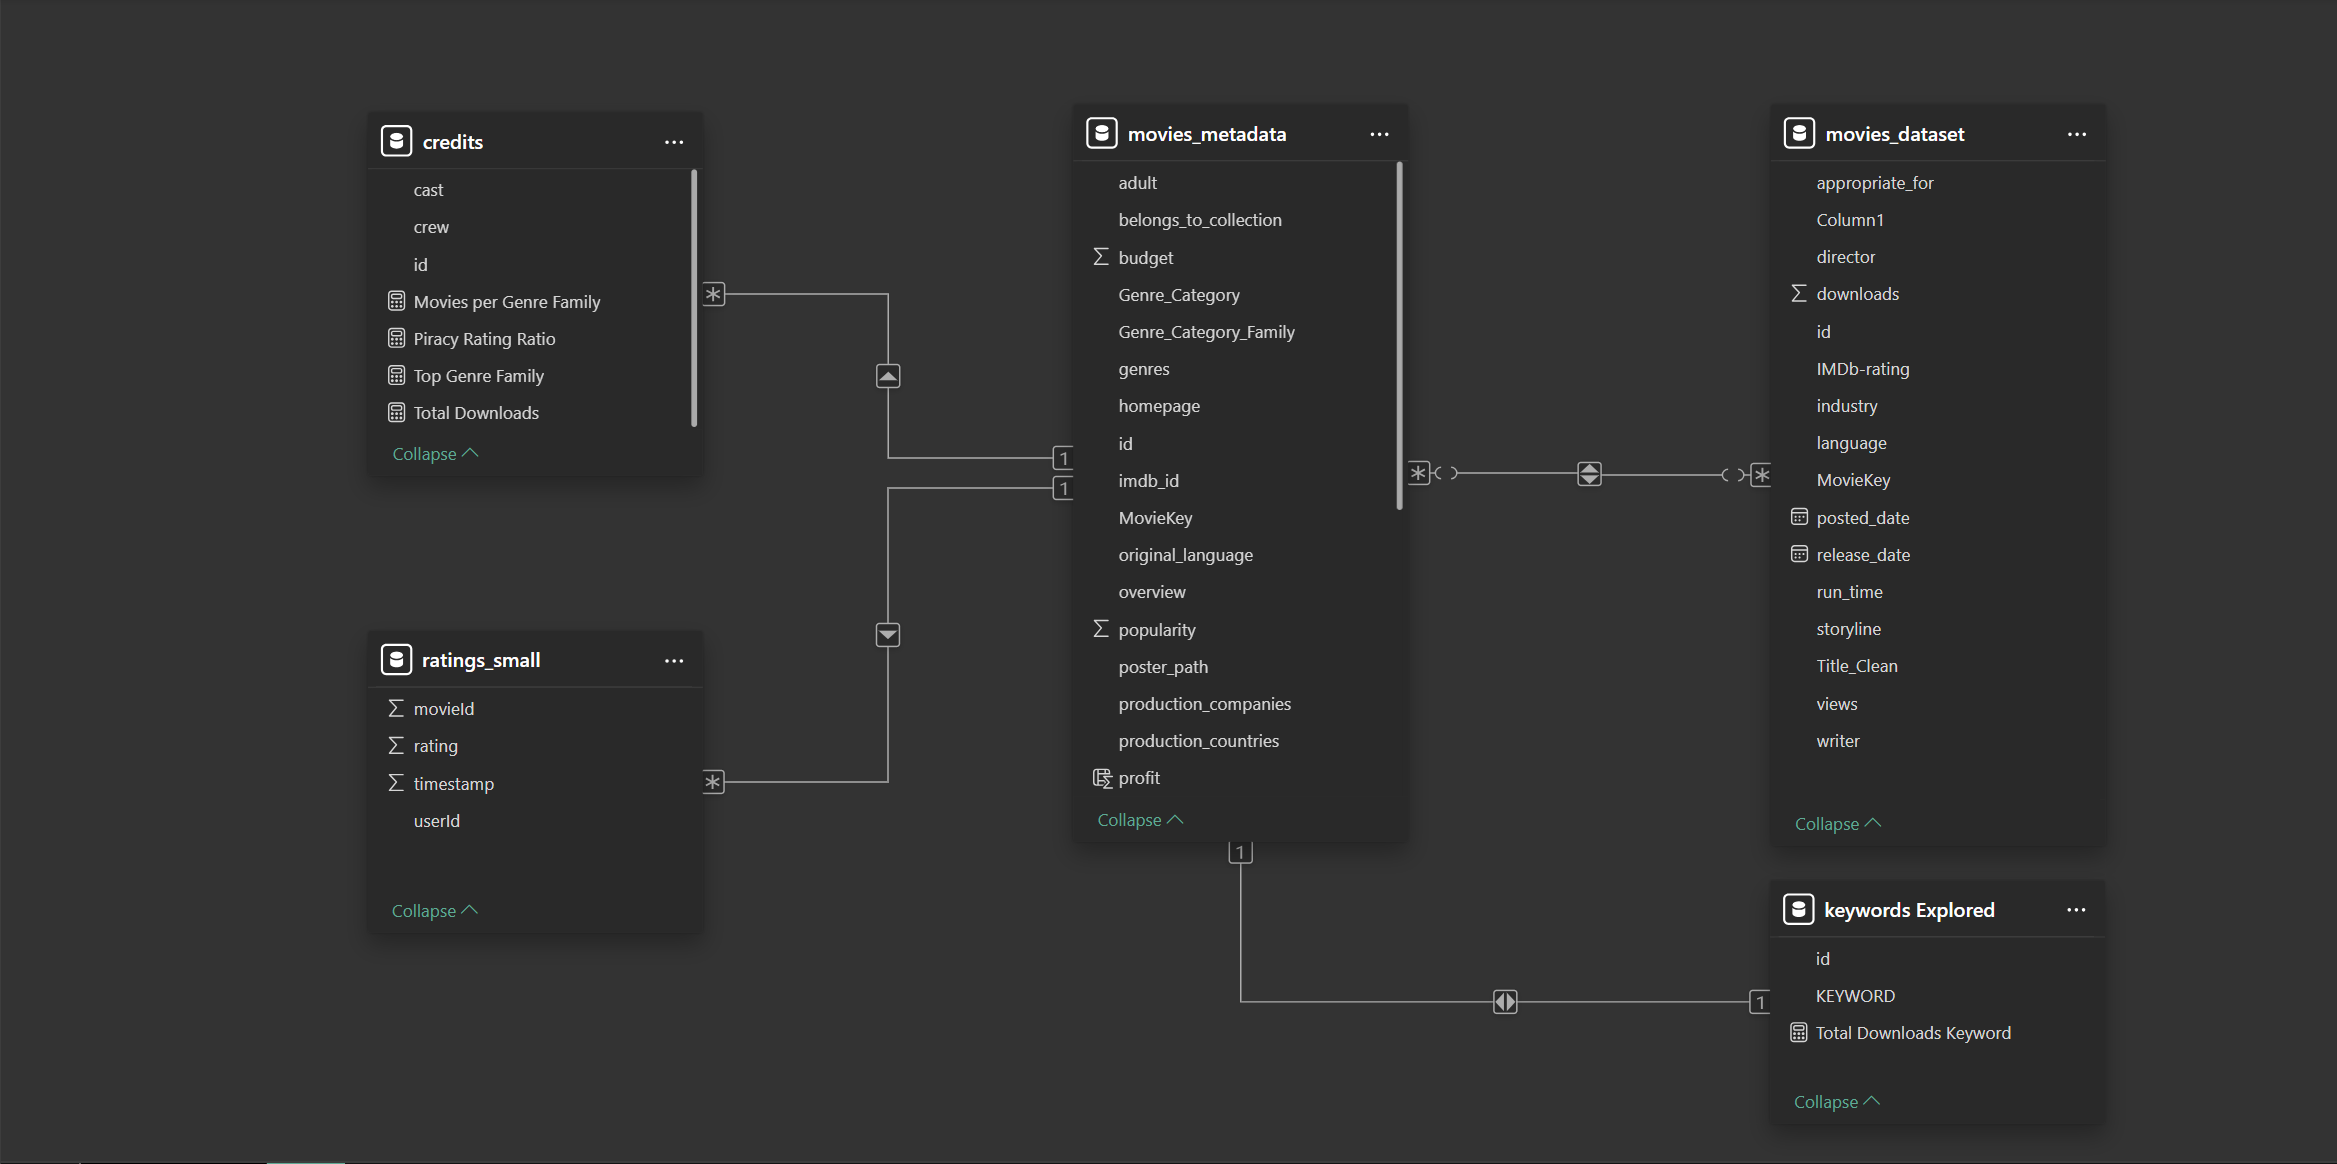 credits
cast
crew
id
Movies per Genre Family
Piracy Rating Ratio
Top Genre Family
Total Downloads
Collapse
ratings_small
movieId
rating
timestamp
userId
Collapse
movies_metadata
adult
belongs_to_collection
budget
Genre_Category
Genre_Category_Family
genres
homepage
id
imdb_id
MovieKey
original_language
overview
popularity
poster_path
production_companies
production_countries
profit
Collapse
movies_dataset
appropriate_for
Column1
director
downloads
id
IMDb-rating
industry
language
MovieKey
posted_date
release_date
run_time
storyline
Title_Clean
views
writer
Collapse
keywords Explored
id
KEYWORD
Total Downloads Keyword
Collapse
*
1
1
*
*
*
1
1